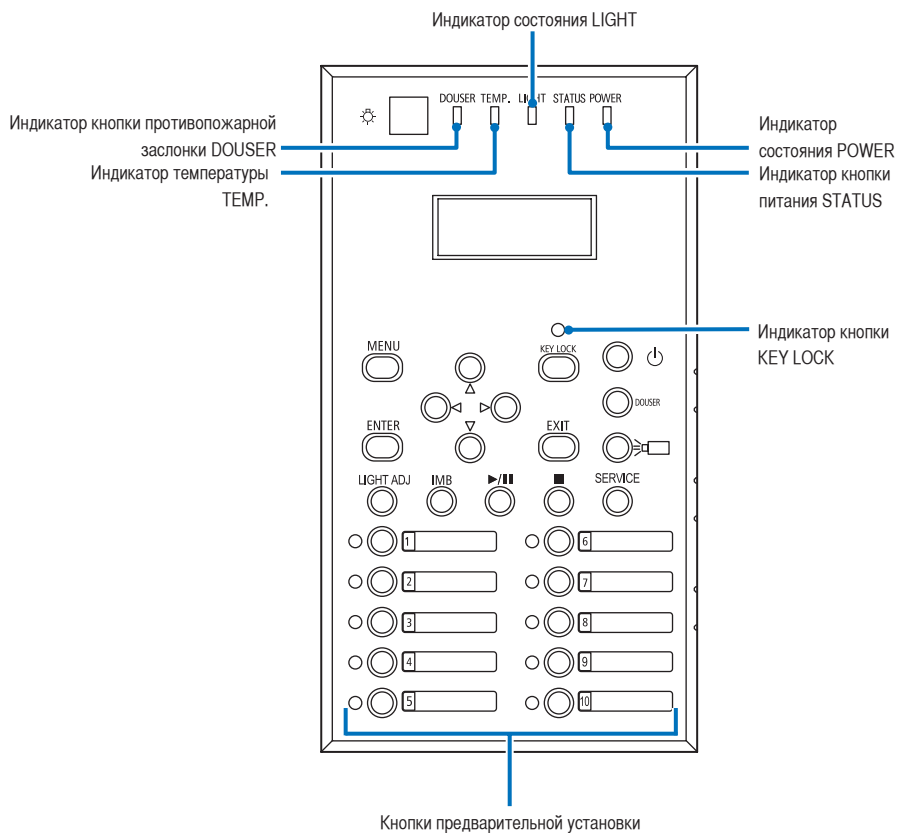 Индикатор состояния LIGHT
DOUSER TEMP. LIGHT STATUS POWER
Индикатор кнопки противопожарной
заслонки DOUSER
Индикатор температуры
TEMP.
Индикатор
состояния POWER
Индикатор кнопки
питания STATUS
Индикатор кнопки
KEY LOCK
MENU
KEY LOCK
DOUSER
ENTER
EXIT
LIGHT ADJ IMB SERVICE
1 6
2 7
3 8
4 9
5 10
Кнопки предварительной установки